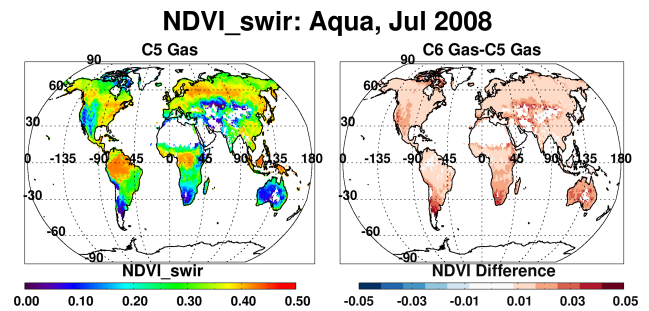 NDVI_swir: Aqua, Jul 2008
C5 Gas
C6 Gas-C5 Gas
90
60
30
0 -135 -90 -45 0 45 90 135 180
-30
-60
-90
90
60
30
0 -135 -90 -45 0 45 90 135 180
-30
-60
-90
NDVI_swir
NDVI Difference
0.00 0.10 0.20 0.30 0.40 0.50
-0.05 -0.03 -0.01 0.01 0.03 0.05